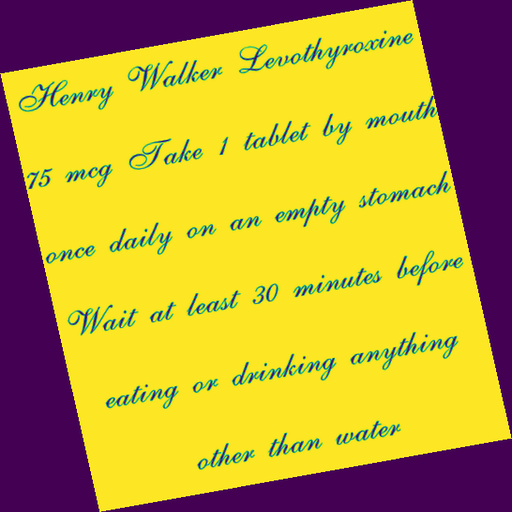 Henry Walker Levothyroxine
75 mcg Take 1 tablet by mouth
once daily on an empty stomach
Wait at least 30 minutes before
eating or drinking anything
other than water